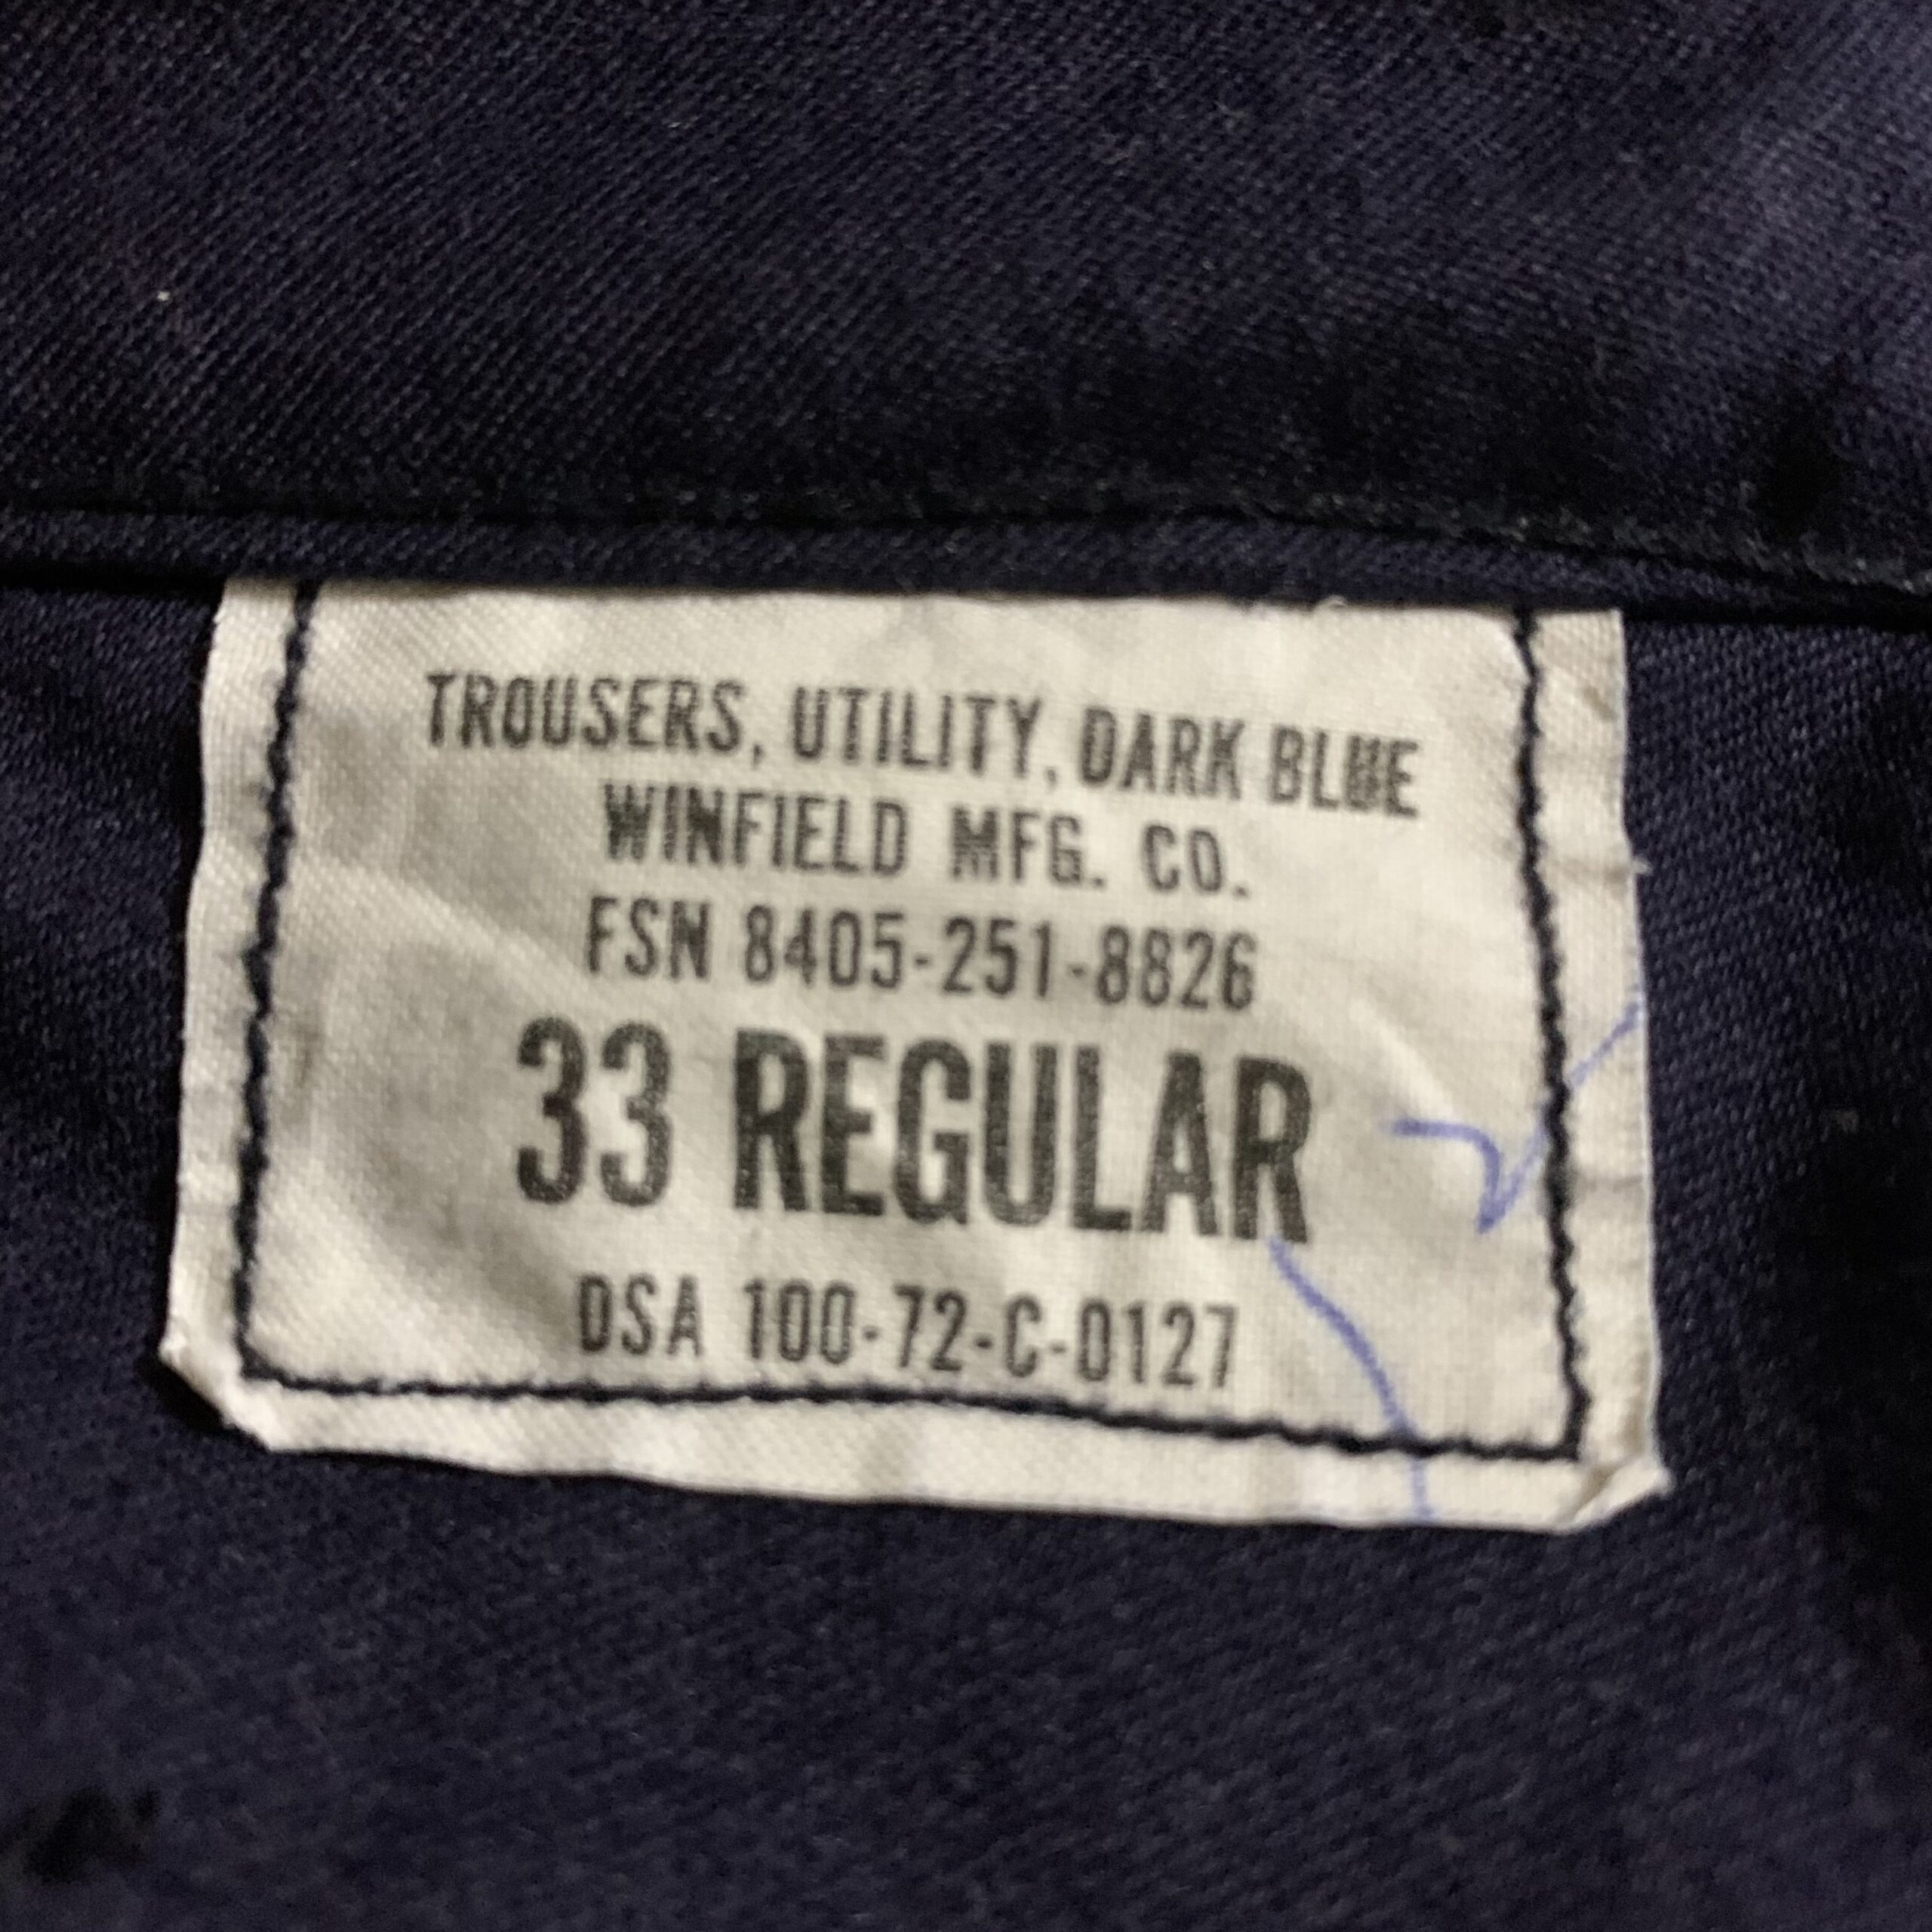 TROUSERS, UTILITY, DARK BLUE
WINFIELD MFG. CO.
FSN 8405-251-8826
33 REGULAR
DSA 100-72-C-0127